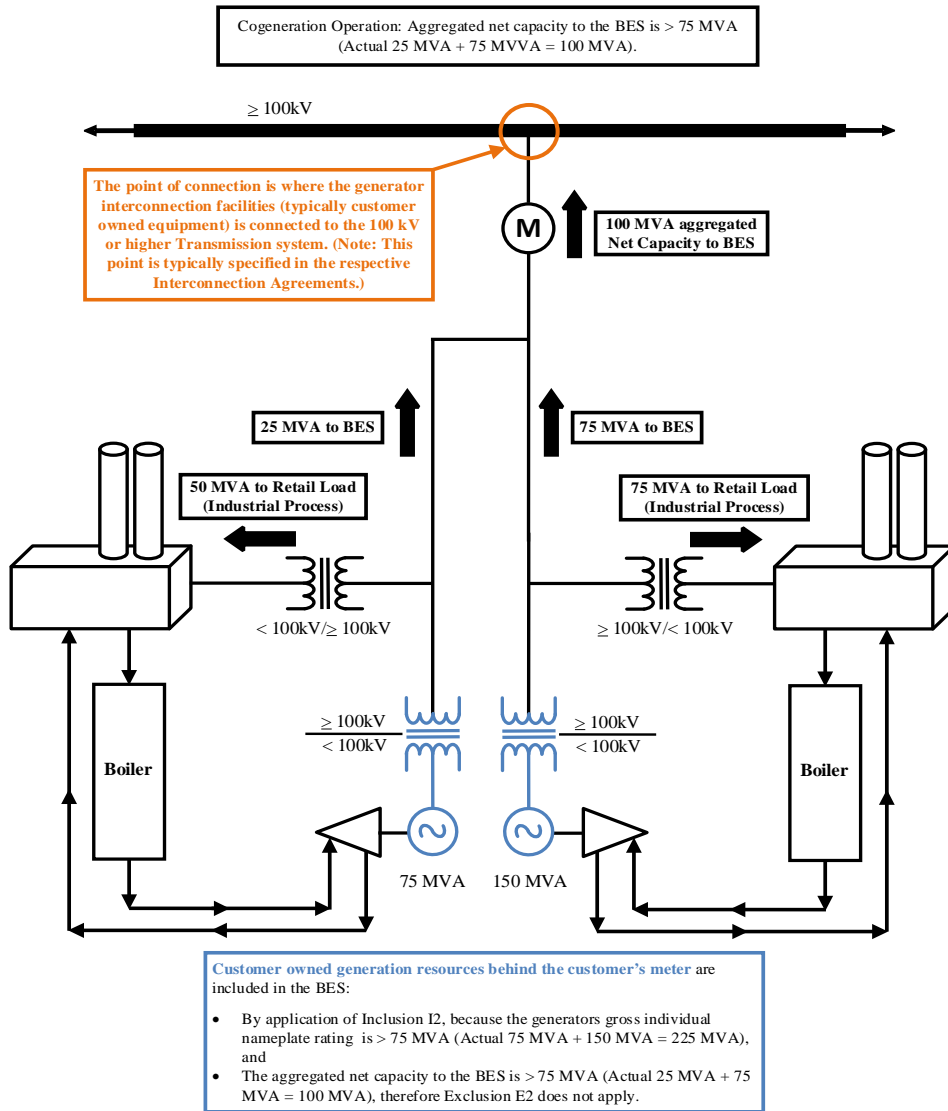 Cogeneration Operation: Aggregated net capacity to the BES is > 75 MVA
(Actual 25 MVA + 75 MVVA = 100 MVA).
≥ 100kV
The point of connection is where the generator
interconnection facilities (typically customer
owned equipment) is connected to the 100 kV
or higher Transmission system. (Note: This
point is typically specified in the respective
Interconnection Agreements.)
M
100 MVA aggregated
Net Capacity to BES
25 MVA to BES
75 MVA to BES
50 MVA to Retail Load
(Industrial Process)
75 MVA to Retail Load
(Industrial Process)
< 100kV/≥ 100kV
≥ 100kV/< 100kV
≥ 100kV
< 100kV
≥ 100kV
< 100kV
Boiler
Boiler
75 MVA
150 MVA
Customer owned generation resources behind the customer's meter are
included in the BES:
• By application of Inclusion I2, because the generators gross individual
nameplate rating is > 75 MVA (Actual 75 MVA + 150 MVA = 225 MVA),
and
• The aggregated net capacity to the BES is > 75 MVA (Actual 25 MVA + 75
MVA = 100 MVA), therefore Exclusion E2 does not apply.